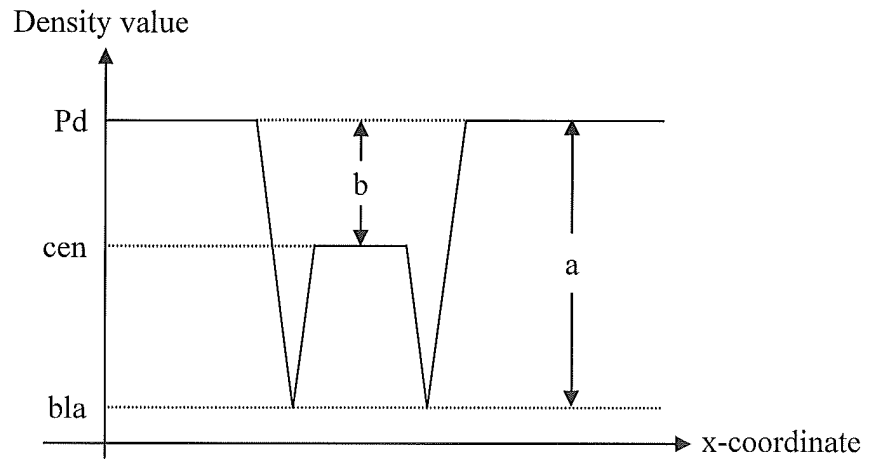 Density value
Pd
b
cen
a
bla
x-coordinate